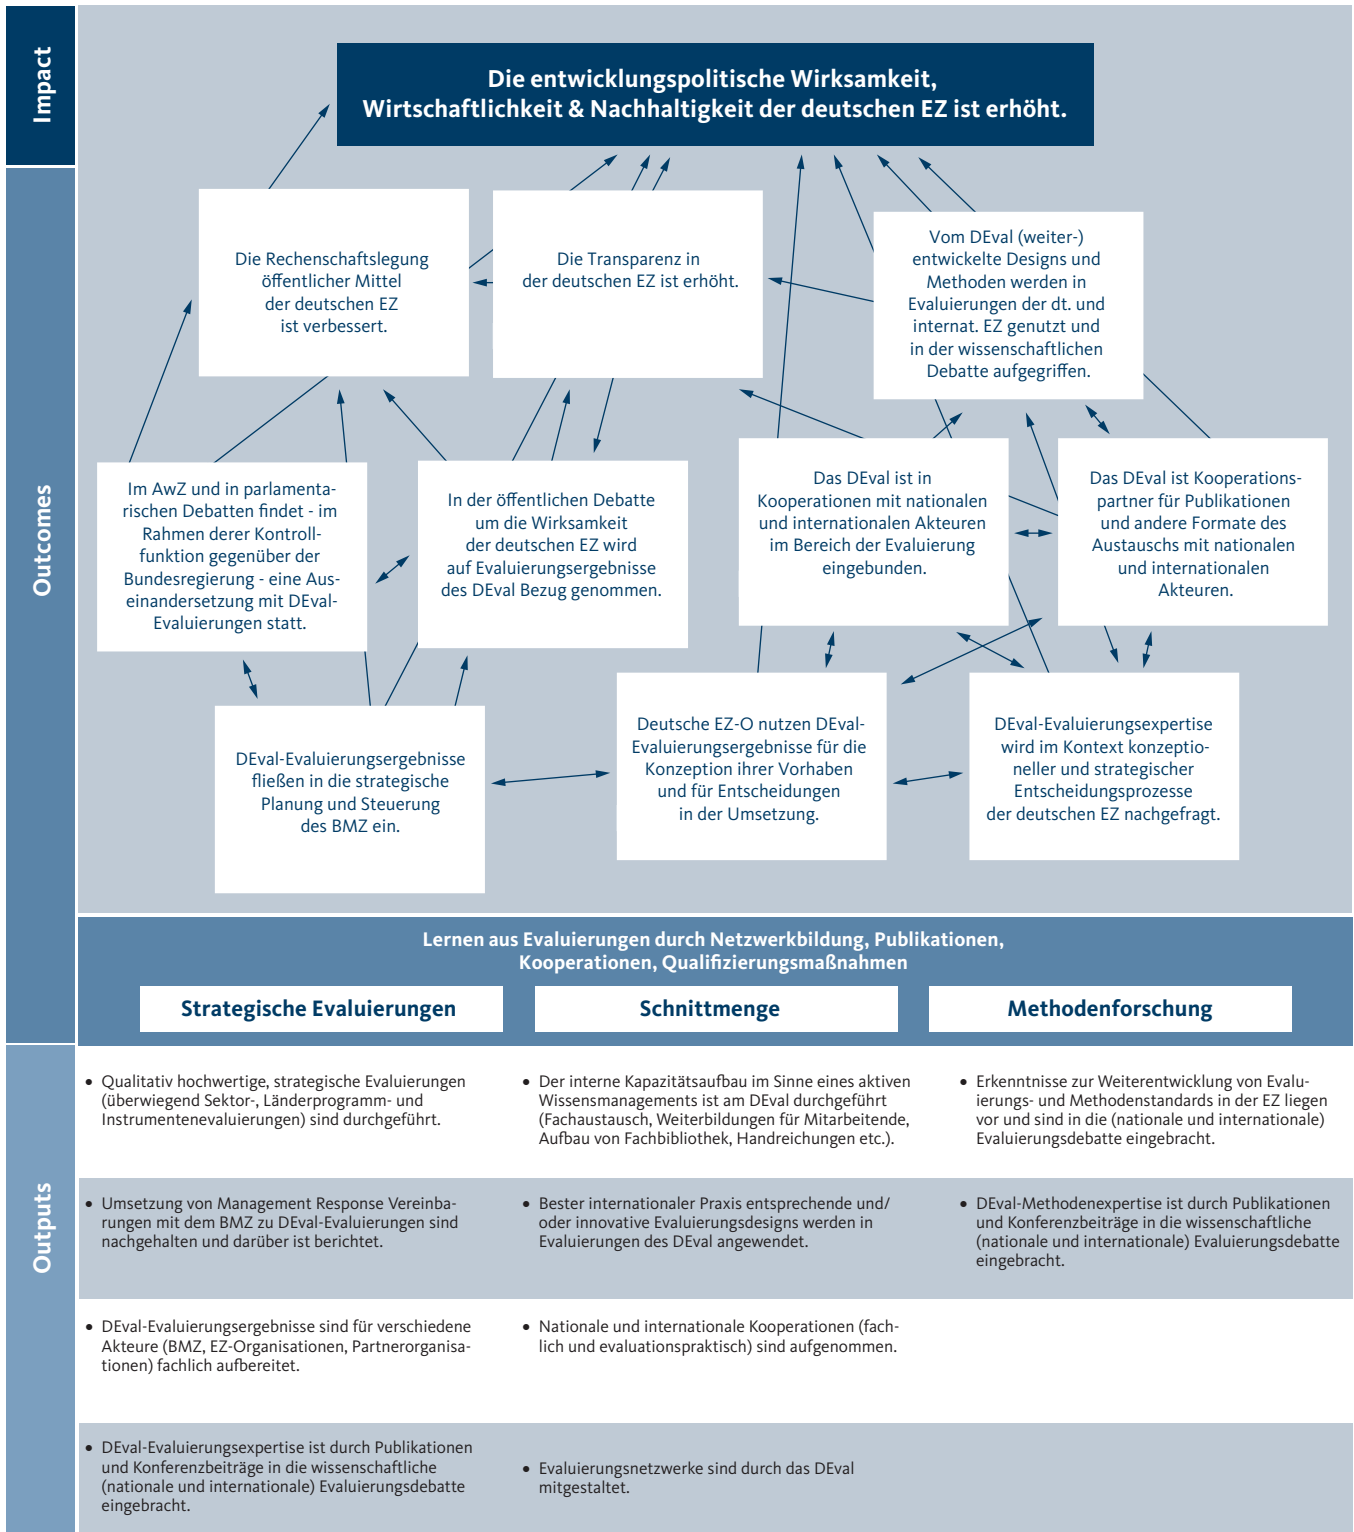 Impact
Die entwicklungspolitische Wirksamkeit,
Wirtschaftlichkeit & Nachhaltigkeit der deutschen EZ ist erhöht.
Outcomes
Die Rechenschaftslegung
öffentlicher Mittel
der deutschen EZ
ist verbessert.
Die Transparenz in
der deutschen EZ ist erhöht.
Vom DEval (weiter-)
entwickelte Designs und
Methoden werden in
Evaluierungen der dt. und
internat. EZ genutzt und
in der wissenschaftlichen
Debatte aufgegriffen.
Im AwZ und in parlamenta-
rischen Debatten findet - im
Rahmen derer Kontroll-
funktion gegenüber der
Bundesregierung - eine Aus-
einandersetzung mit DEval-
Evaluierungen statt.
In der öffentlichen Debatte
um die Wirksamkeit
der deutschen EZ wird
auf Evaluierungsergebnisse
des DEval Bezug genommen.
Das DEval ist in
Kooperationen mit nationalen
und internationalen Akteuren
im Bereich der Evaluierung
eingebunden.
Das DEval ist Kooperations-
partner für Publikationen
und andere Formate des
Austauschs mit nationalen
und internationalen
Akteuren.
DEval-Evaluierungsergebnisse
fließen in die strategische
Planung und Steuerung
des BMZ ein.
Deutsche EZ-O nutzen DEval-
Evaluierungsergebnisse für die
Konzeption ihrer Vorhaben
und für Entscheidungen
in der Umsetzung.
DEval-Evaluierungsexpertise
wird im Kontext konzeptio-
neller und strategischer
Entscheidungsprozesse
der deutschen EZ nachgefragt.
Lernen aus Evaluierungen durch Netzwerkbildung, Publikationen,
Kooperationen, Qualifizierungsmaßnahmen
Strategische Evaluierungen
Schnittmenge
Methodenforschung
Outputs
• Qualitativ hochwertige, strategische Evaluierungen
(überwiegend Sektor-, Länderprogramm- und
Instrumentenevaluierungen) sind durchgeführt.
• Der interne Kapazitätsaufbau im Sinne eines aktiven
Wissensmanagements ist am DEval durchgeführt
(Fachaustausch, Weiterbildungen für Mitarbeitende,
Aufbau von Fachbibliothek, Handreichungen etc.).
• Erkenntnisse zur Weiterentwicklung von Evalu-
ierungs- und Methodenstandards in der EZ liegen
vor und sind in die (nationale und internationale)
Evaluierungsdebatte eingebracht.
• Umsetzung von Management Response Vereinba-
rungen mit dem BMZ zu DEval-Evaluierungen sind
nachgehalten und darüber ist berichtet.
• Bester internationaler Praxis entsprechende und/
oder innovative Evaluierungsdesigns werden in
Evaluierungen des DEval angewendet.
• DEval-Methodenexpertise ist durch Publikationen
und Konferenzbeiträge in die wissenschaftliche
(nationale und internationale) Evaluierungsdebatte
eingebracht.
• DEval-Evaluierungsergebnisse sind für verschiedene
Akteure (BMZ, EZ-Organisationen, Partnerorganisa-
tionen) fachlich aufbereitet.
• Nationale und internationale Kooperationen (fach-
lich und evaluationspraktisch) sind aufgenommen.
• DEval-Evaluierungsexpertise ist durch Publikationen
und Konferenzbeiträge in die wissenschaftliche
(nationale und internationale) Evaluierungsdebatte
eingebracht.
• Evaluierungsnetzwerke sind durch das DEval
mitgestaltet.